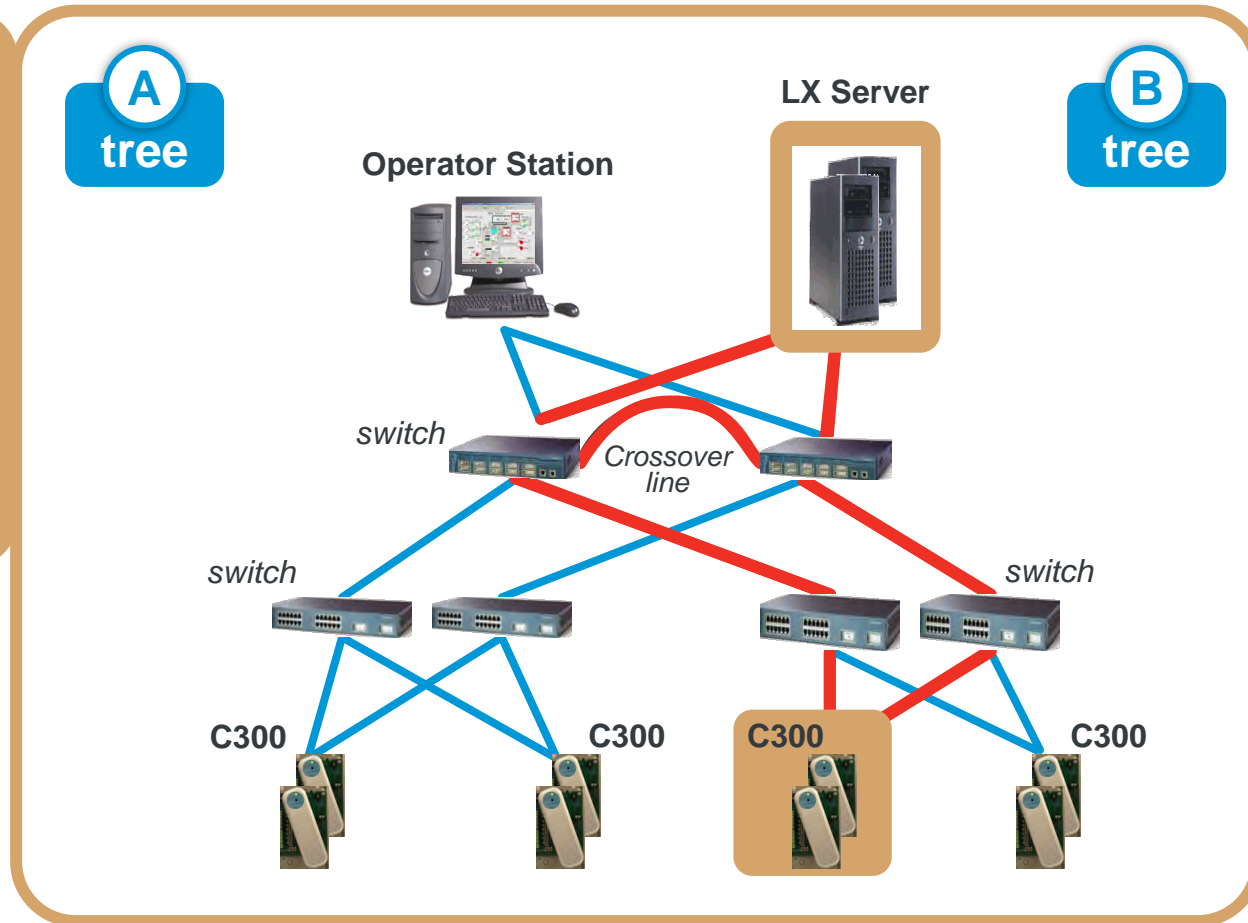 A
tree
B
tree
LX Server
Operator Station
switch
Crossover
line
switch
switch
C300
C300
C300
C300